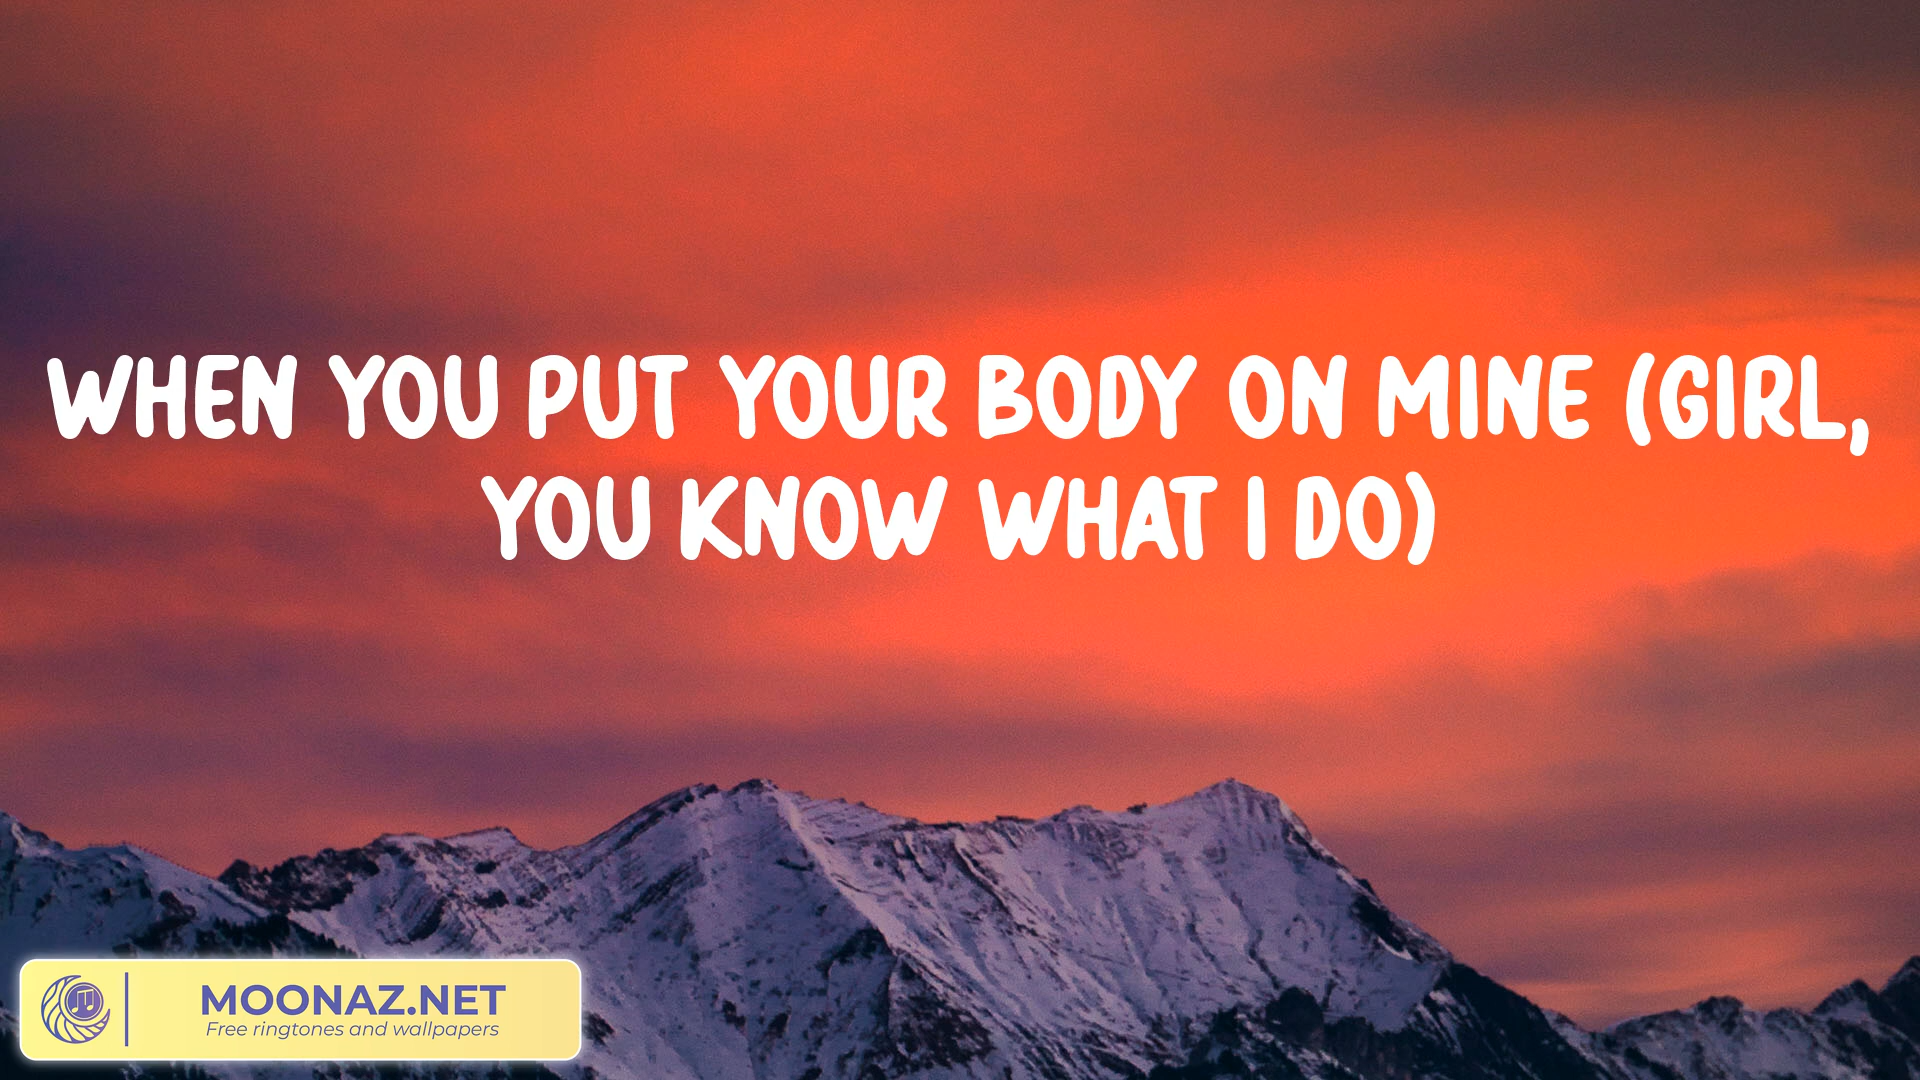 WHEN YOU PUT YOUR BODY ON MINE (GIRL,
YOU KNOW WHAT I DO)
MOONAZ.NET
Free ringtones and wallpapers